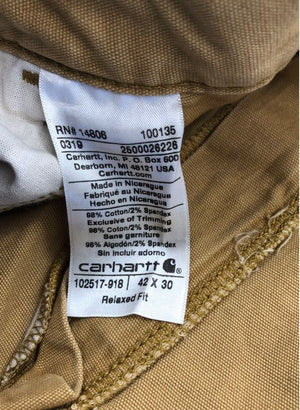 RN# 14806 100135
0319 2500026228
Carhartt, Inc. P.O. Box 600
Dearborn, MI 48121 USA
Carhartt.com
Made in Nicaragua
Fabriqué au Nicaragua
Hecho en Nicaragua
98% Cotton/2% Spandex
Exclusive of Trimming
98% Coton/2% Spandex
Sans garniture
98% Algodón/2% Spandex
Sin incluir adorno
carhartt
102517-918 42 X 30
Relaxed Fit